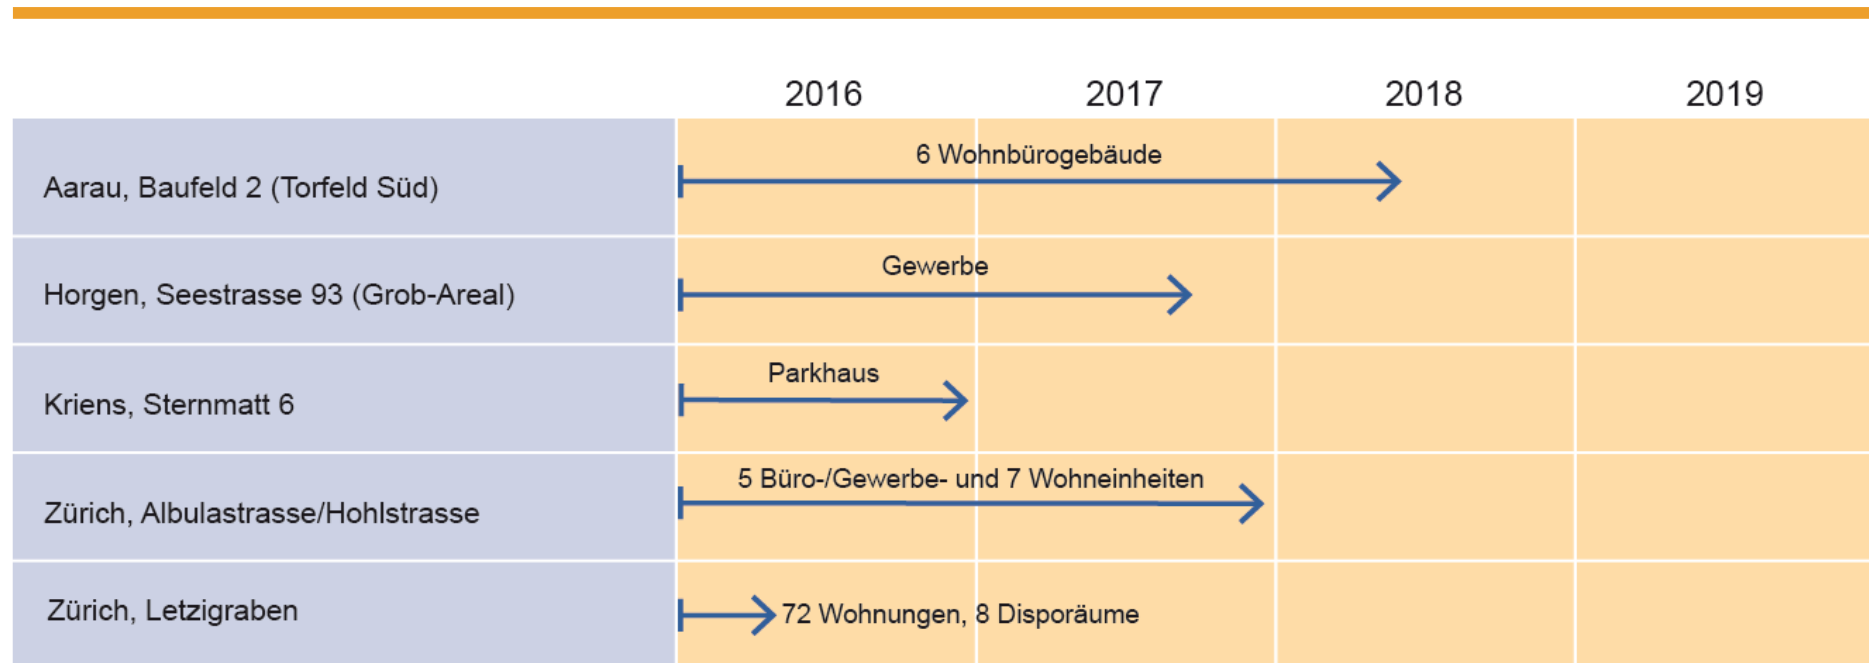 2016 2017 2018 2019
Aarau, Baufeld 2 (Torfeld Süd) 6 Wohnbürogebäude
Horgen, Seestrasse 93 (Grob-Areal) Gewerbe
Kriens, Sternmatt 6 Parkhaus
Zürich, Albulastrasse/Hohlstrasse 5 Büro-/Gewerbe- und 7 Wohneinheiten
Zürich, Letzigraben 72 Wohnungen, 8 Disporäume